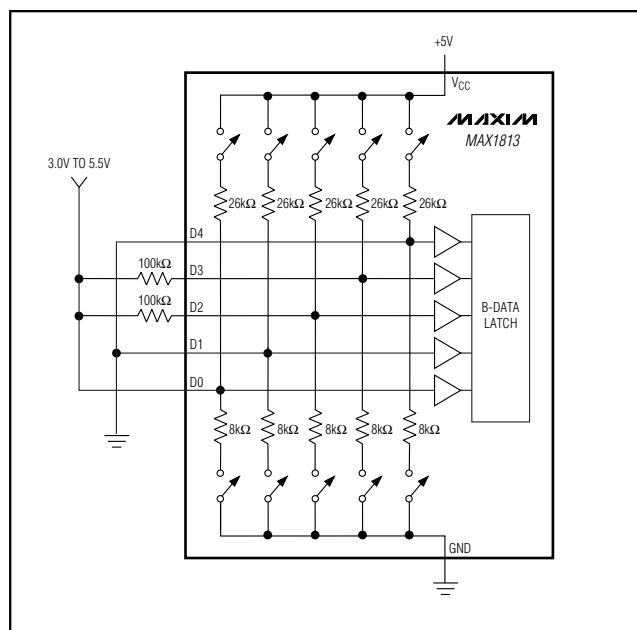 +5V
VCC
MAXIM
MAX1813
3.0V TO 5.5V
26kΩ 26kΩ 26kΩ 26kΩ 26kΩ
D4
100kΩ D3
100kΩ D2
B-DATA
LATCH
D1
D0
8kΩ 8kΩ 8kΩ 8kΩ 8kΩ
GND